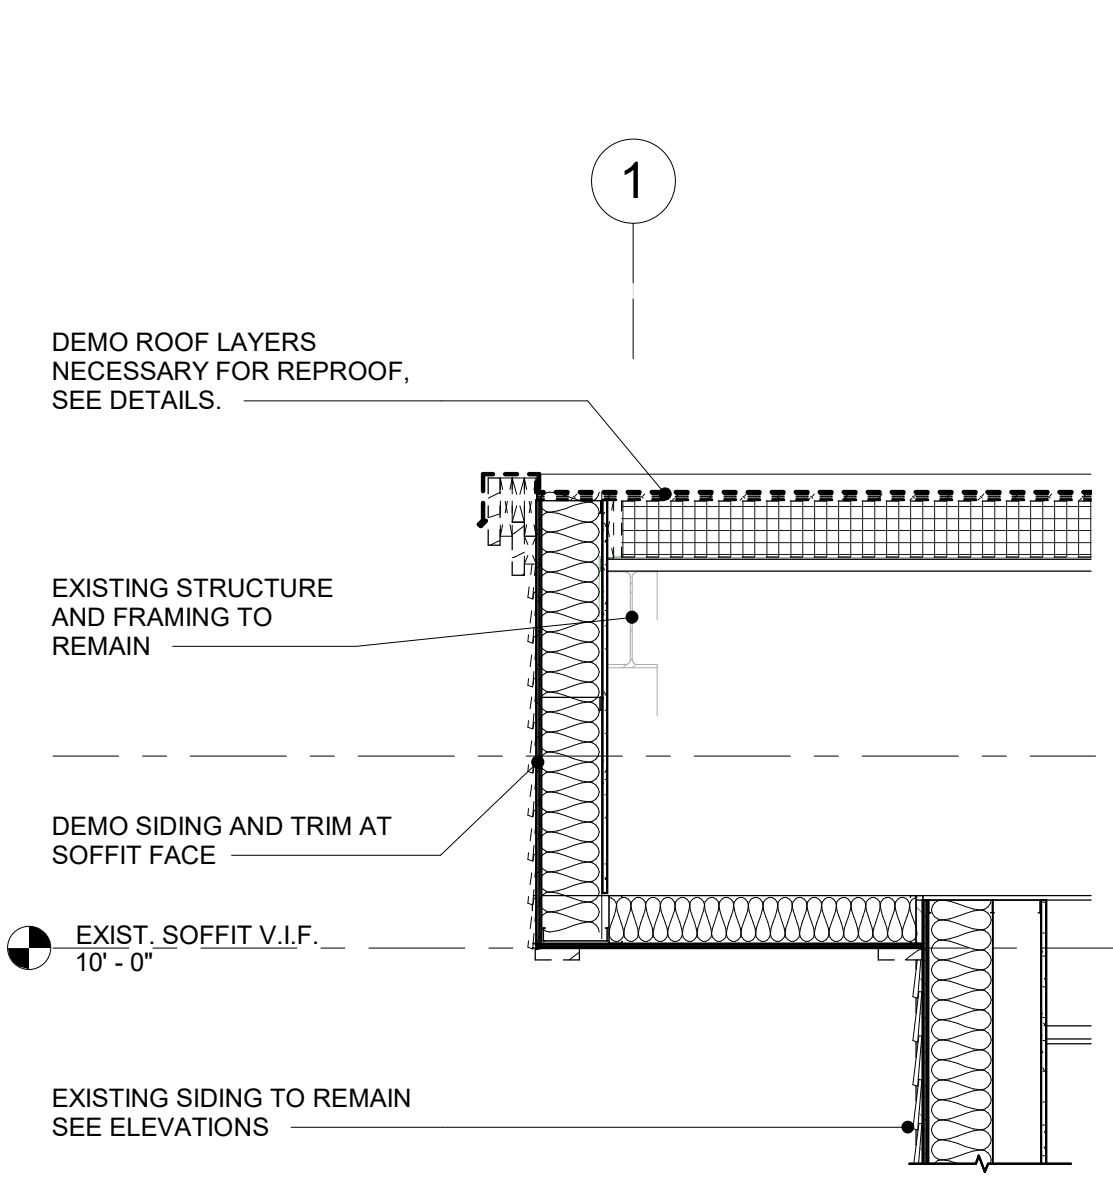 1
DEMO ROOF LAYERS
NECESSARY FOR REPROOF,
SEE DETAILS.
EXISTING STRUCTURE
AND FRAMING TO
REMAIN
DEMO SIDING AND TRIM AT
SOFFIT FACE
EXIST. SOFFIT V.I.F.
10' - 0"
EXISTING SIDING TO REMAIN
SEE ELEVATIONS